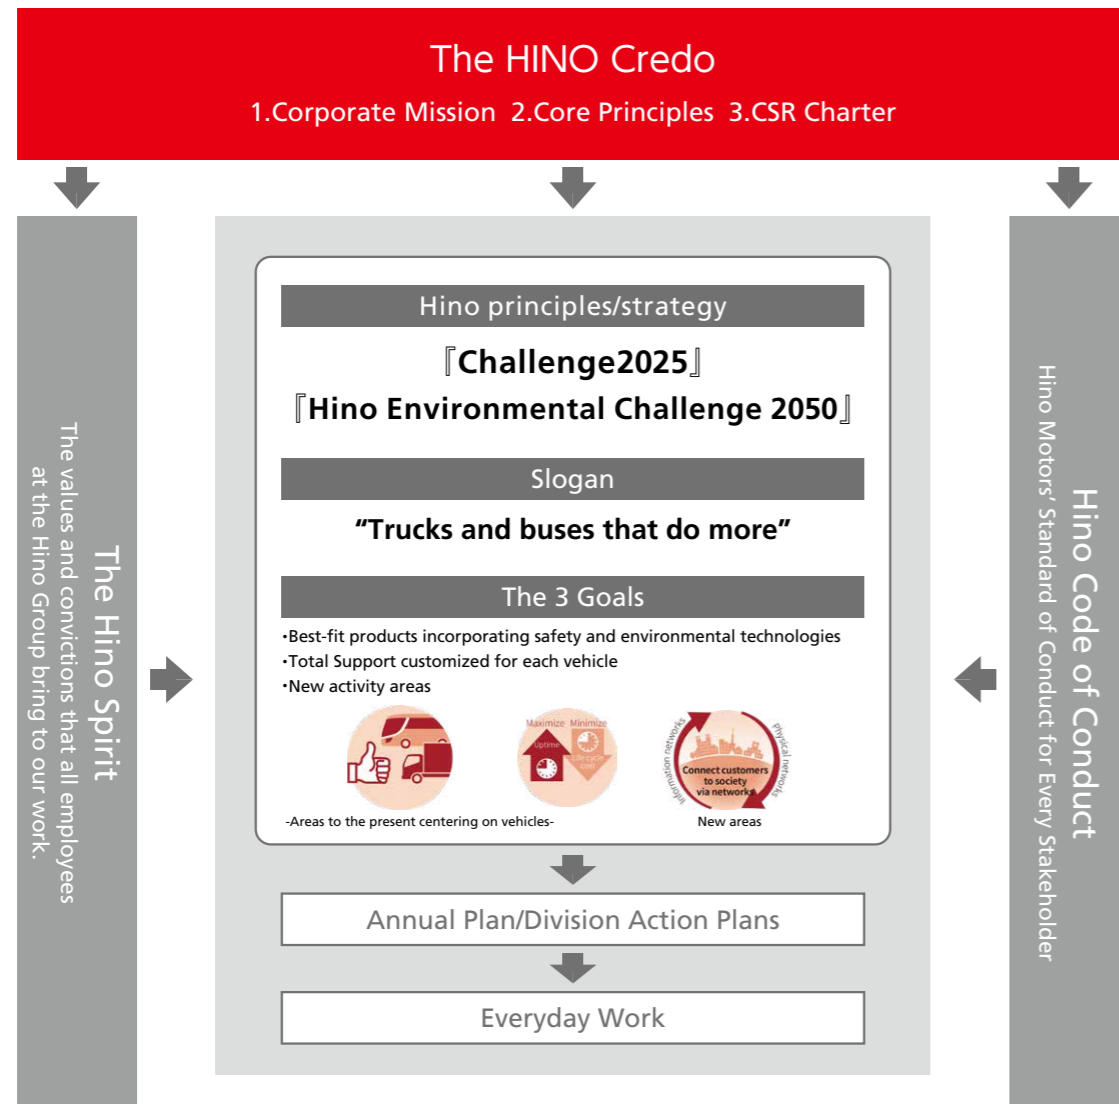 The HINO Credo
1.Corporate Mission 2.Core Principles 3.CSR Charter
The Hino Spirit
The values and convictions that all employees
at the Hino Group bring to our work.
Hino principles/strategy
『Challenge2025』
『Hino Environmental Challenge 2050』
Slogan
“Trucks and buses that do more”
The 3 Goals
・Best-fit products incorporating safety and environmental technologies
・Total Support customized for each vehicle
・New activity areas
Maximize Minimize
Uptime
Life cycle
cost
Information networks
Physical networks
Connect customers
to society
via networks
-Areas to the present centering on vehicles-
New areas
Annual Plan/Division Action Plans
Everyday Work
Hino Code of Conduct
Hino Motors’ Standard of Conduct for Every Stakeholder